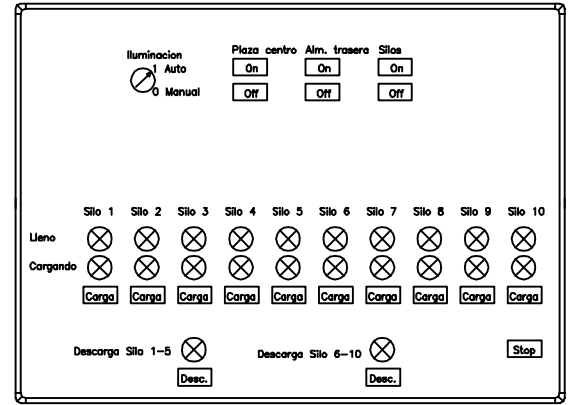 Iluminacion
1 Auto
0 Manual
Plaza centro Alm. trasera Silos
On On On
Off Off Off
Silo 1 Silo 2 Silo 3 Silo 4 Silo 5 Silo 6 Silo 7 Silo 8 Silo 9 Silo 10
Lleno
Cargando
Carga Carga Carga Carga Carga Carga Carga Carga Carga Carga
Descarga Silo 1-5 Descarga Silo 6-10 Stop
Desc. Desc.